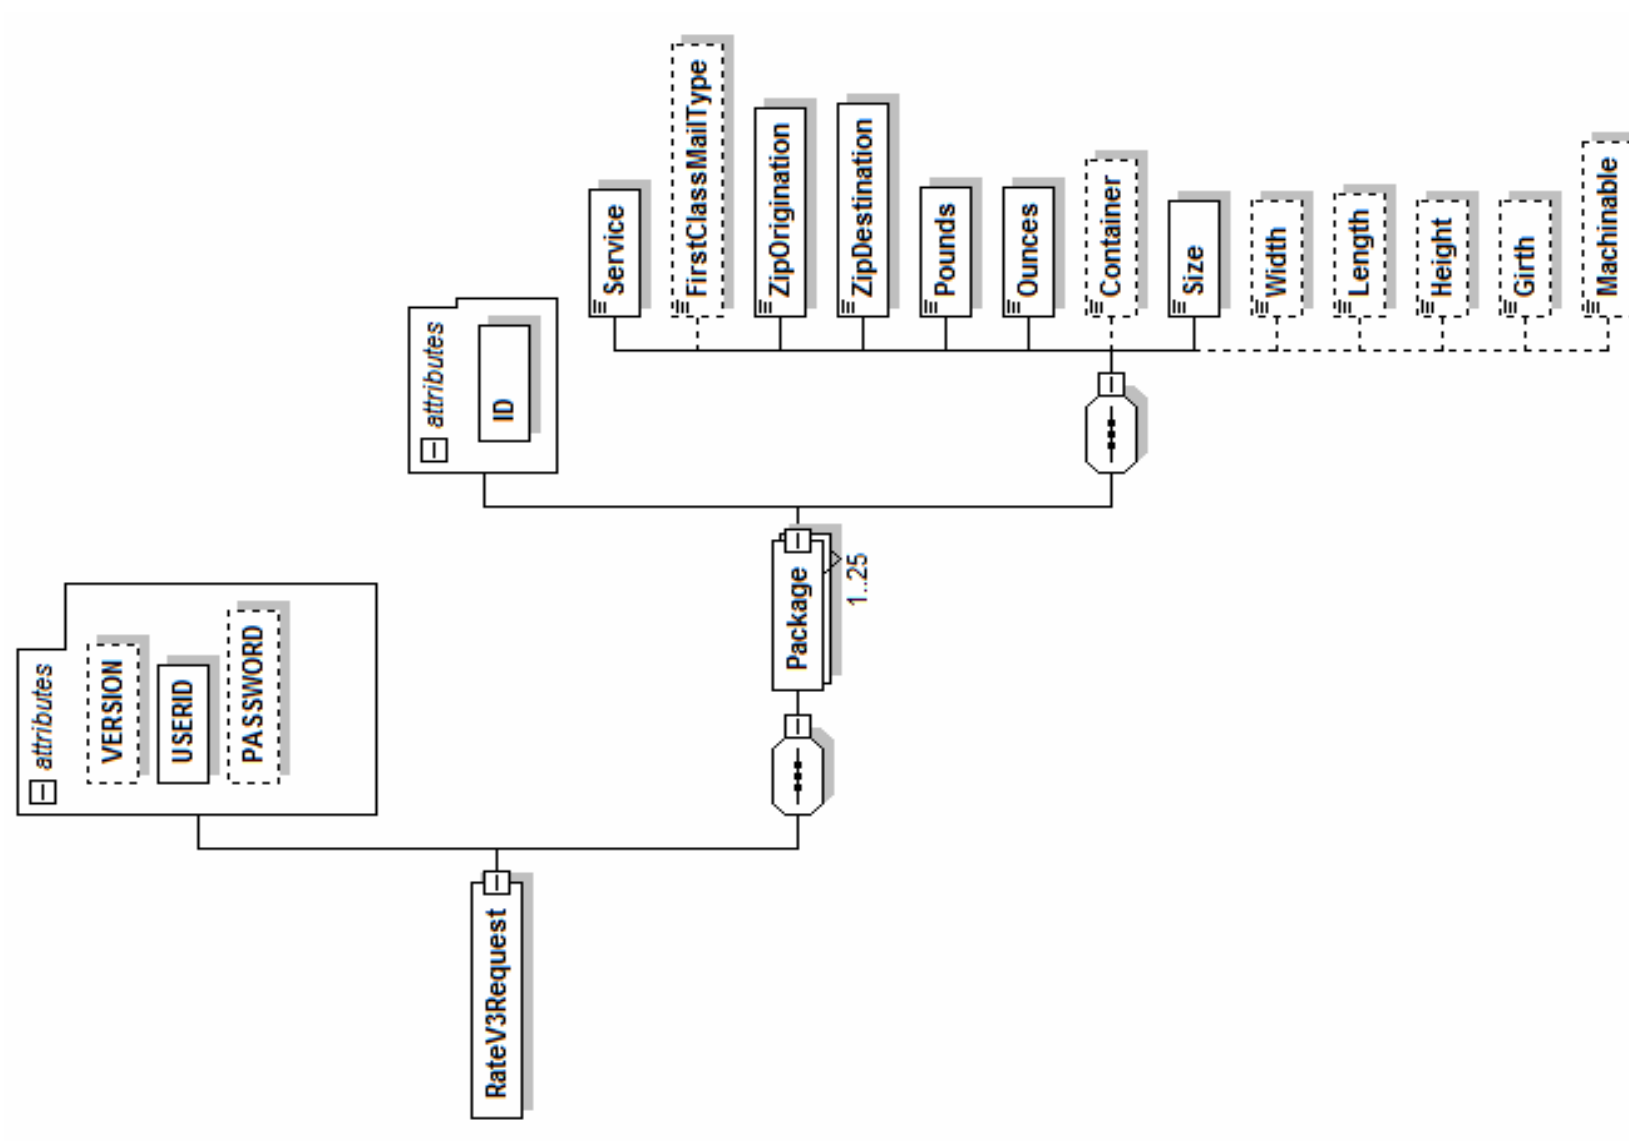 RateV3Request
attributes
VERSION
USERID
PASSWORD
Package
1..25
attributes
ID
Service
FirstClassMailType
ZipOrigination
ZipDestination
Pounds
Ounces
Container
Size
Width
Length
Height
Girth
Machinable